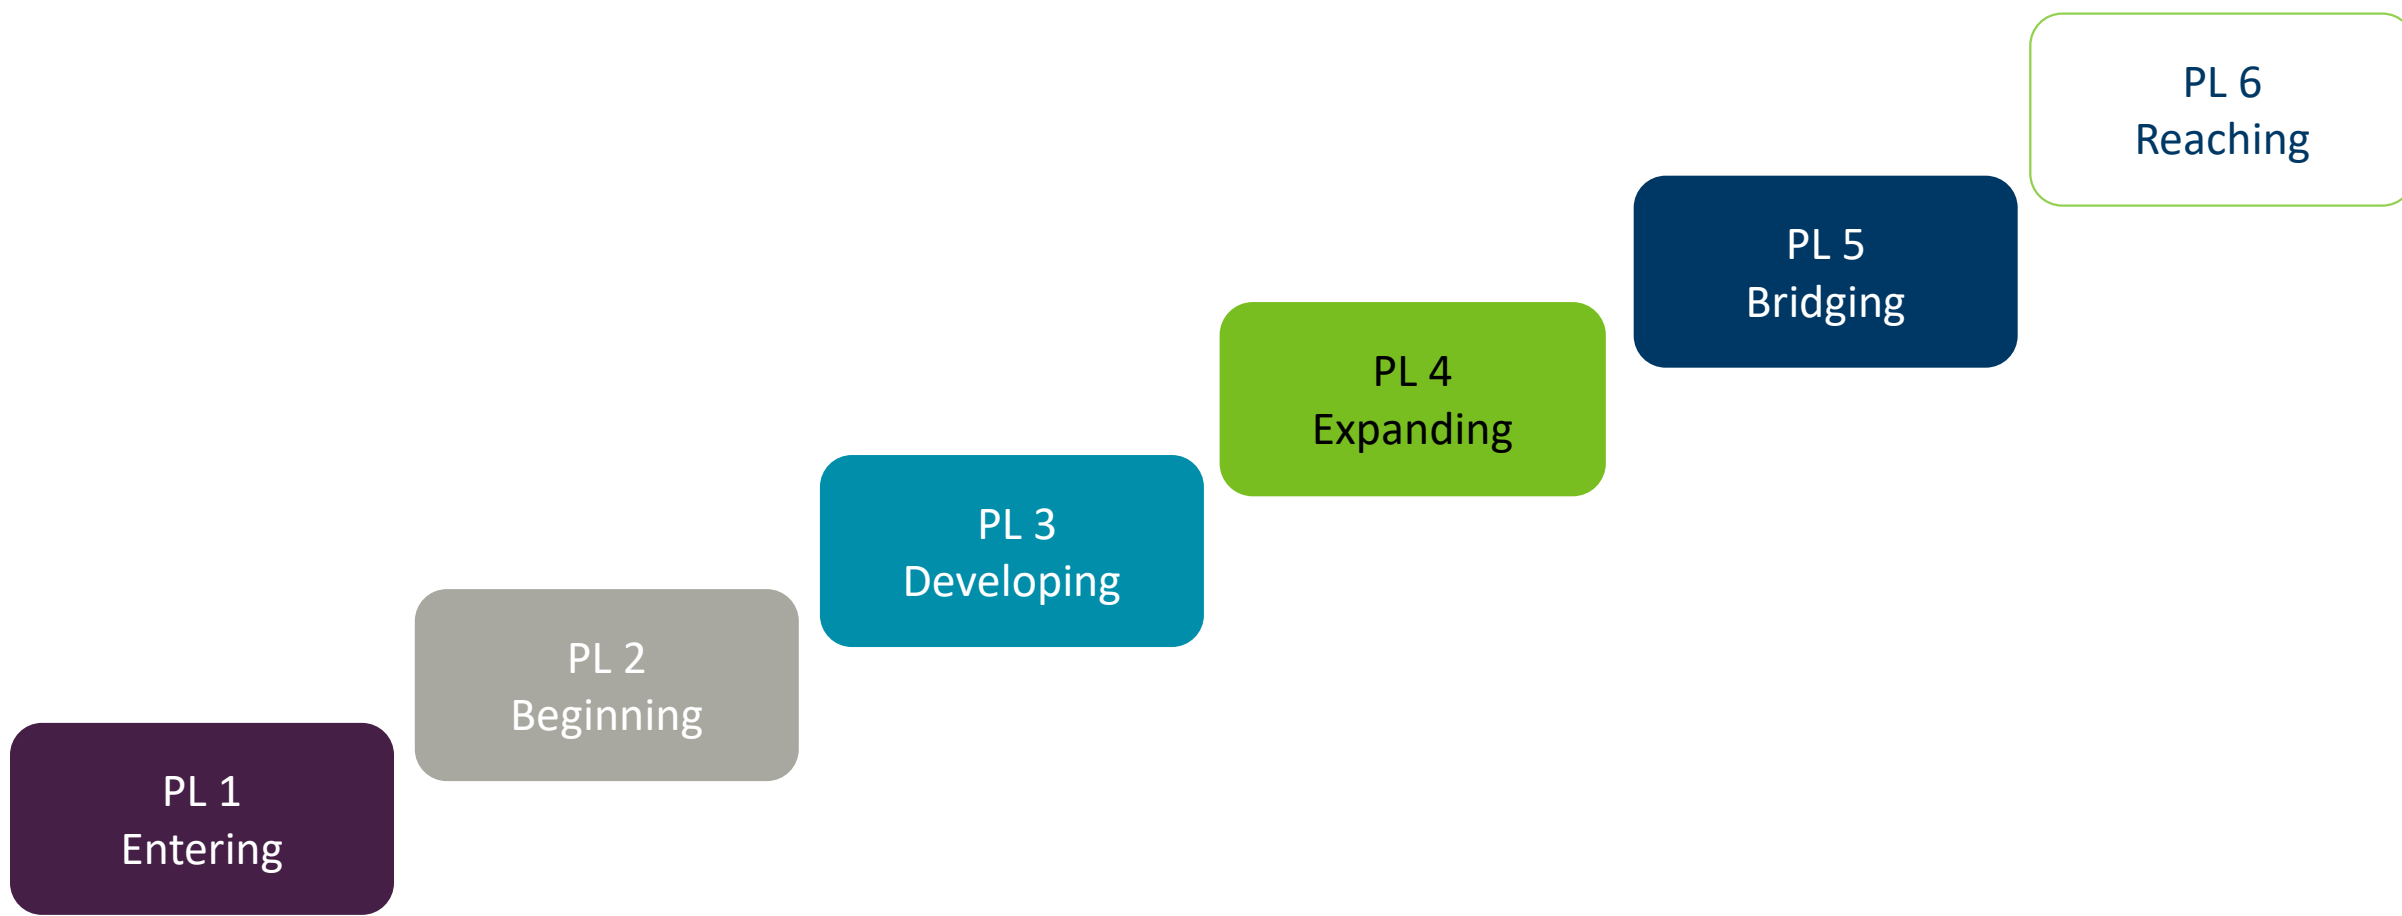 PL 1
Entering
PL 2
Beginning
PL 3
Developing
PL 4
Expanding
PL 5
Bridging
PL 6
Reaching